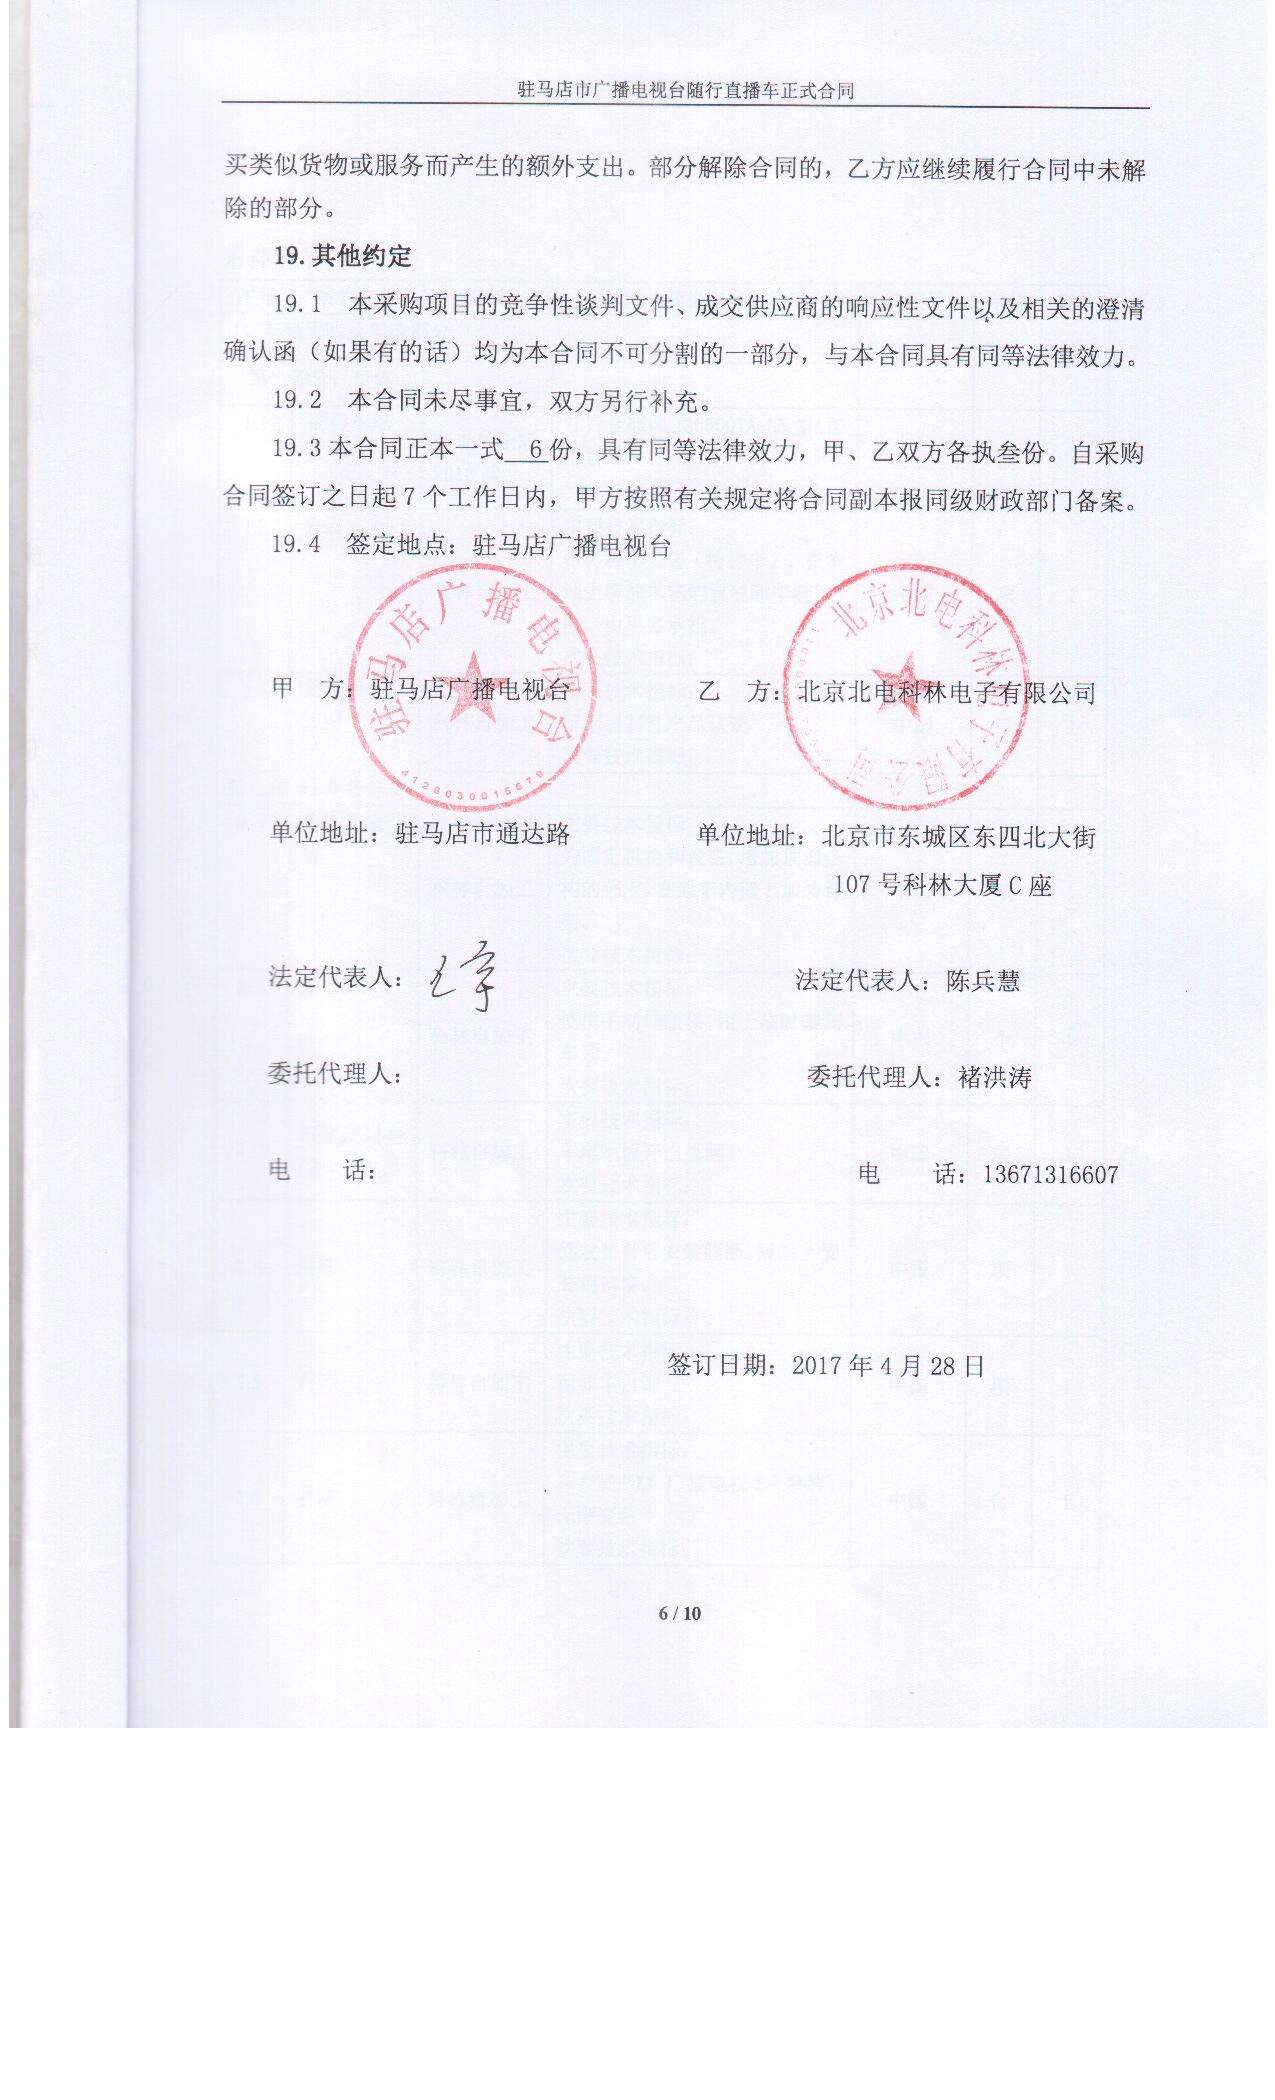 驻马店市广播电视台随行直播车正式合同
买类似货物或服务而产生的额外支出。部分解除合同的，乙方应继续履行合同中未解
除的部分。
19.其他约定
19.1 本采购项目的竞争性谈判文件、成交供应商的响应性文件以及相关的澄清
确认函（如果有的话）均为本合同不可分割的一部分，与本合同具有同等法律效力。
19.2 本合同未尽事宜，双方另行补充。
19.3本合同正本一式 6份，具有同等法律效力，甲、乙双方各执叁份。自采购
合同签订之日起7个工作日内，甲方按照有关规定将合同副本报同级财政部门备案。
19.4 签定地点：驻马店广播电视台
驻马店广播电视台
4128030015679
北京北电科林电子有限公司
甲 方：驻马店广播电视台 乙 方：北京北电科林电子有限公司
单位地址：驻马店市通达路 单位地址：北京市东城区东四北大街
107号科林大厦C座
法定代表人： 法定代表人：陈兵慧
委托代理人： 委托代理人：褚洪涛
电 话： 电 话：13671316607
签订日期：2017年4月28日
6 / 10